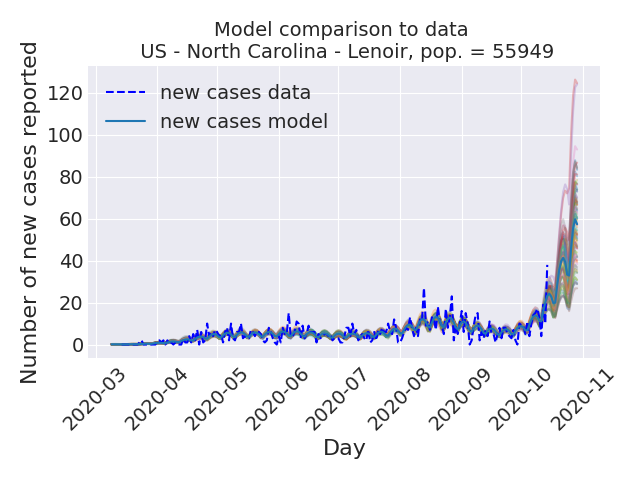 Model comparison to data
US - North Carolina - Lenoir, pop. = 55949
Number of new cases reported
120
100
80
60
40
20
0
new cases data
new cases model
2020-03
2020-04
2020-05
2020-06
2020-07
2020-08
2020-09
2020-10
2020-11
Day